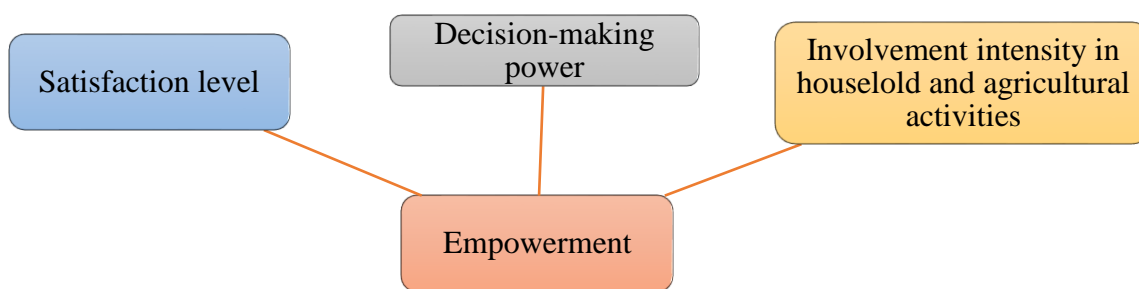 Satisfaction level
Decision-making
power
Involvement intensity in
houselold and agricultural
activities
Empowerment